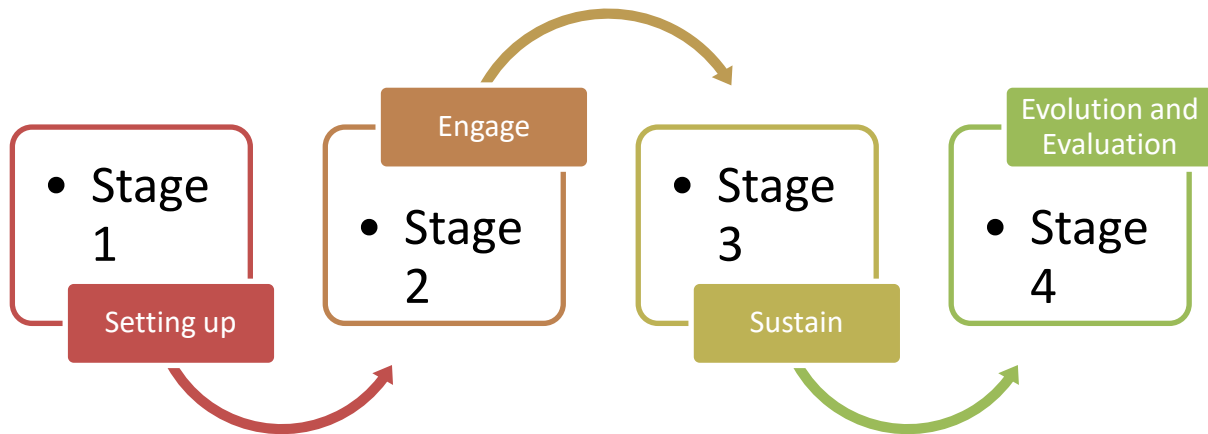 • Stage
1
Setting up
Engage
• Stage
2
• Stage
3
Sustain
Evolution and
Evaluation
• Stage
4